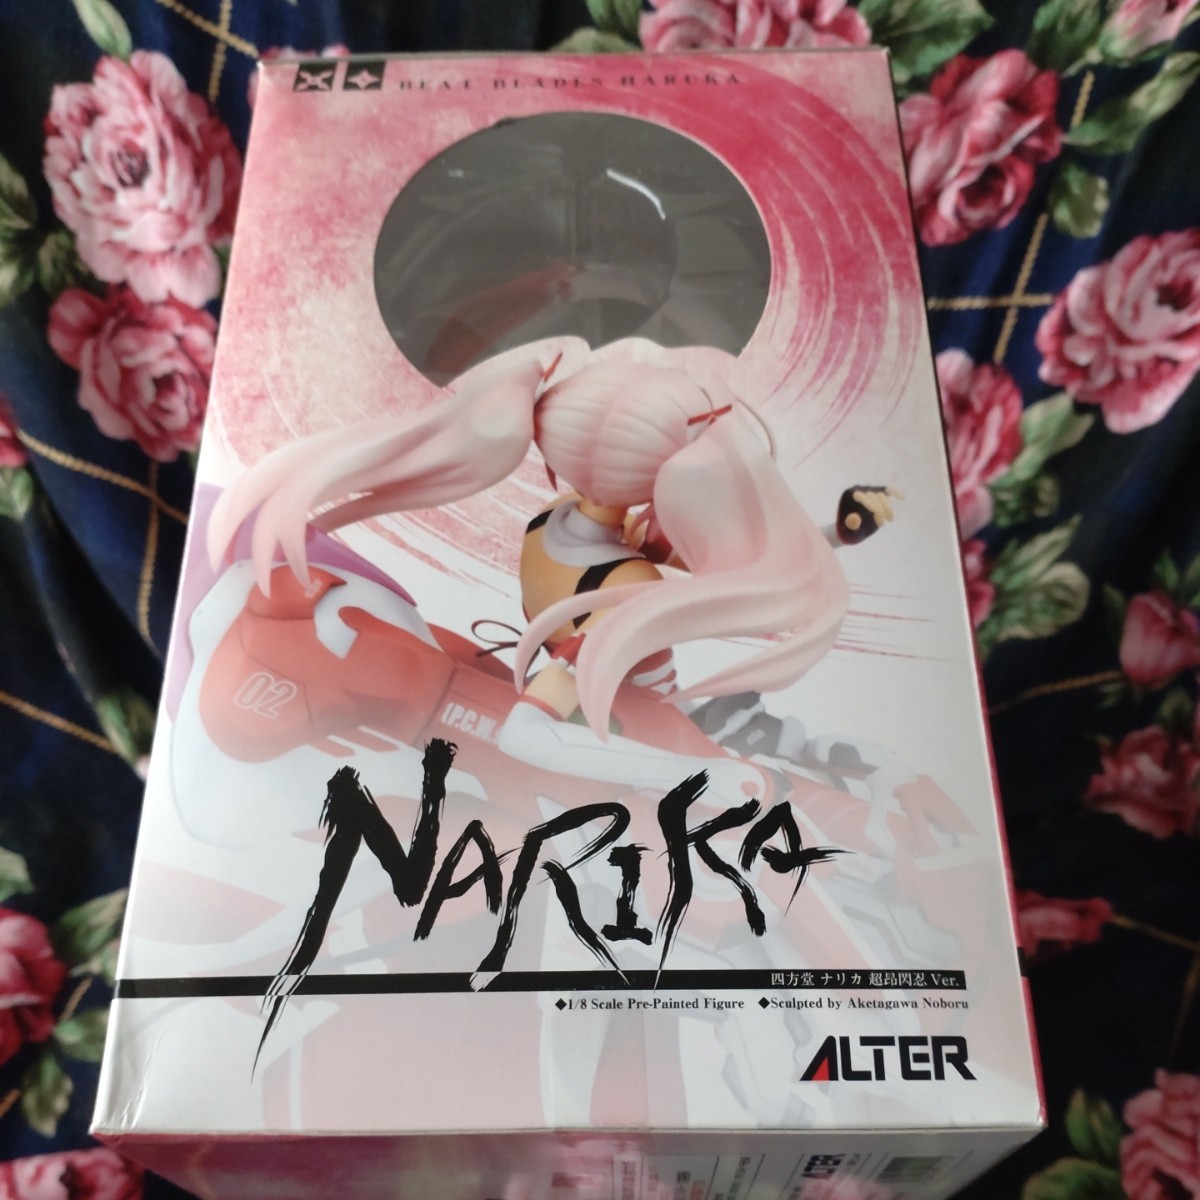 BEAT BLADES HARUKA
02
{P.C.W.
NARIKA
四方堂 ナリカ 超昂閃忍 Ver.
◆1/8 Scale Pre-Painted Figure ◆Sculpted by Aketagawa Noboru
ALTER
ALTER